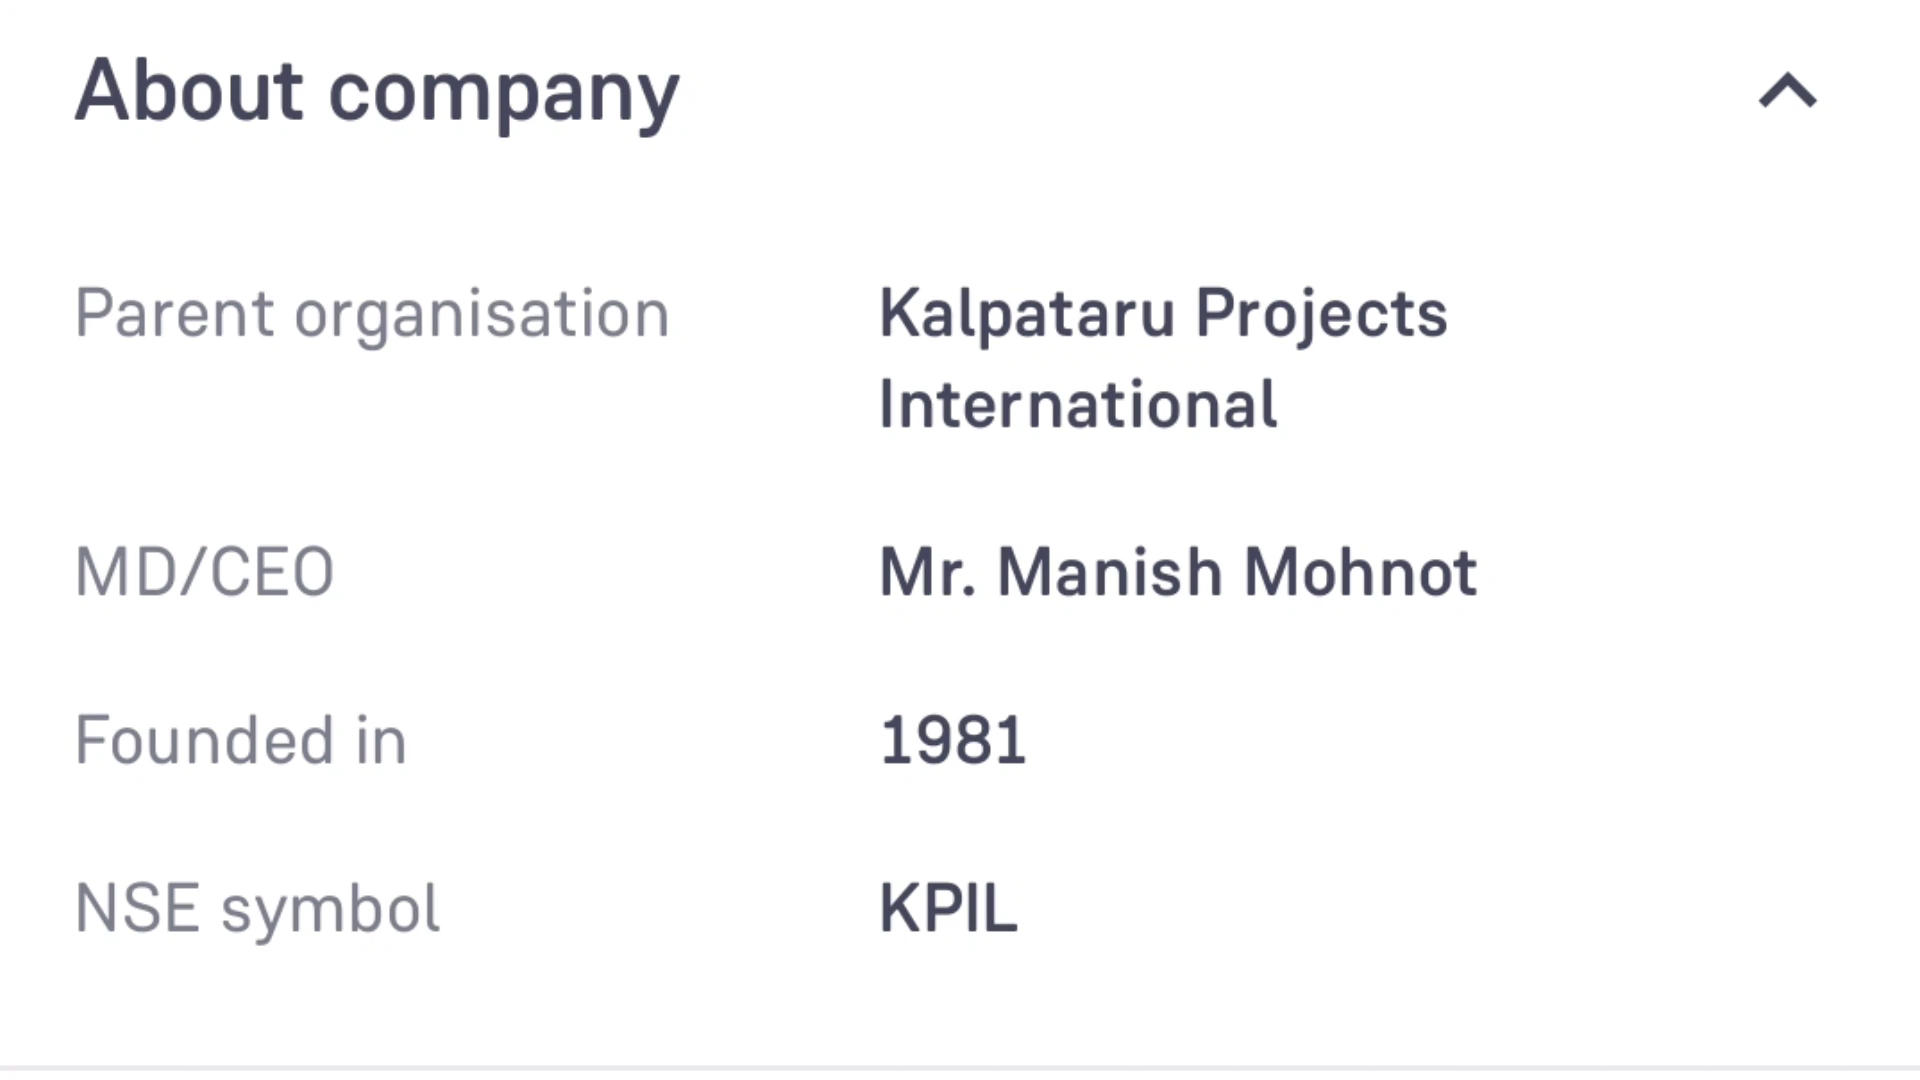 About company
Parent organisation Kalpataru Projects
International
MD/CEO Mr. Manish Mohnot
Founded in 1981
NSE symbol KPIL